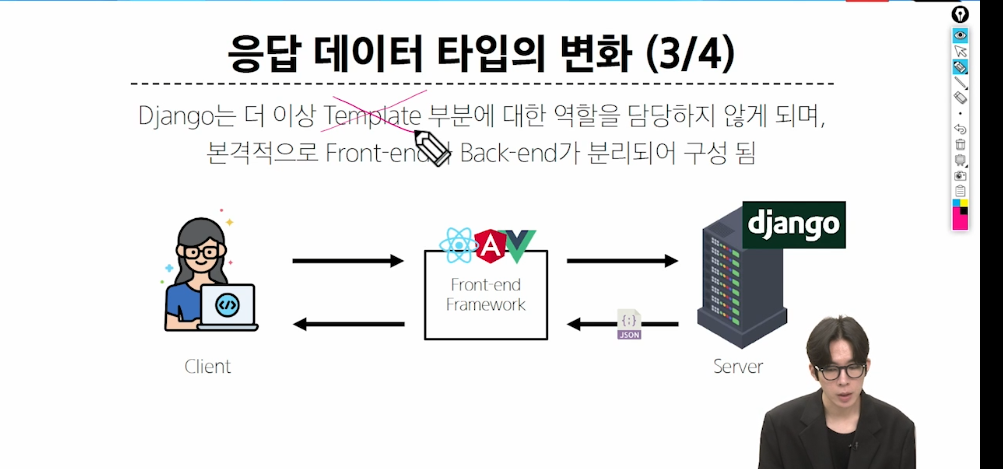 응답 데이터 타입의 변화 (3/4)
Django는 더 이상 Template 부분에 대한 역할을 담당하지 않게 되며,
본격적으로 Front-end Back-end가 분리되어 구성 됨
django
A
Front-end
Framework
{;}
JSON
</>
Client
Server